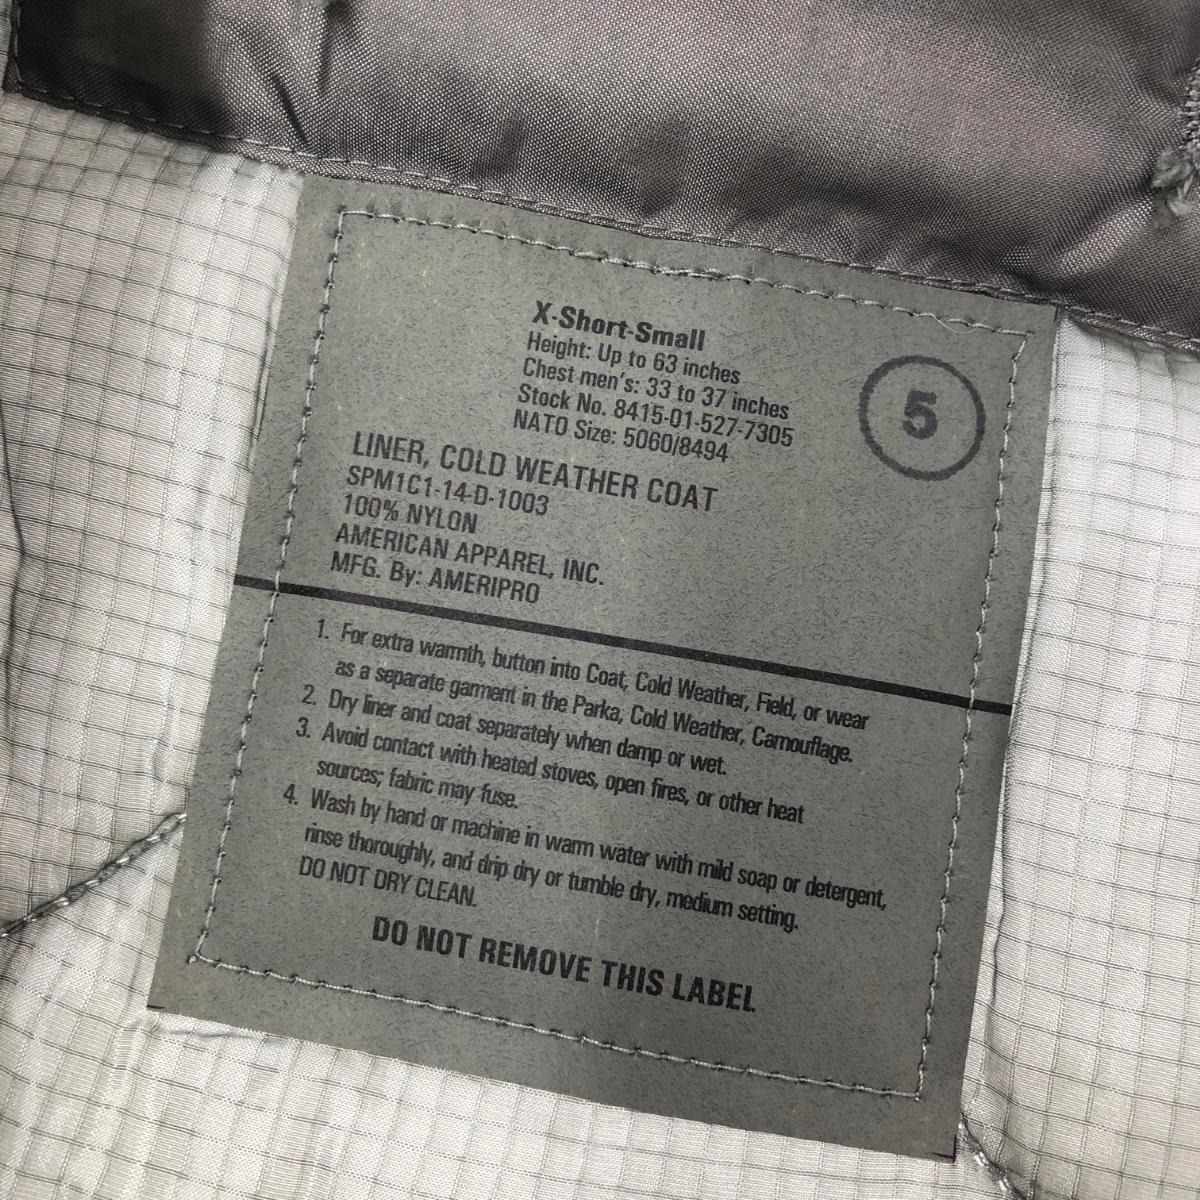 X-Short-Small
Height: Up to 63 inches
Chest men's: 33 to 37 inches
Stock No. 8415-01-527-7305
NATO Size: 5060/8494
5
LINER, COLD WEATHER COAT
SPM1C1-14-D-1003
100% NYLON
AMERICAN APPAREL, INC.
MFG. By: AMERIPRO
1. For extra warmth, button into Coat, Cold Weather, Field, or wear
as a separate garment in the Parka, Cold Weather, Camouflage.
2. Dry liner and coat separately when damp or wet.
3. Avoid contact with heated stoves, open fires, or other heat
sources; fabric may fuse.
4. Wash by hand or machine in warm water with mild soap or detergent,
rinse thoroughly, and drip dry or tumble dry, medium setting.
DO NOT DRY CLEAN.
DO NOT REMOVE THIS LABEL